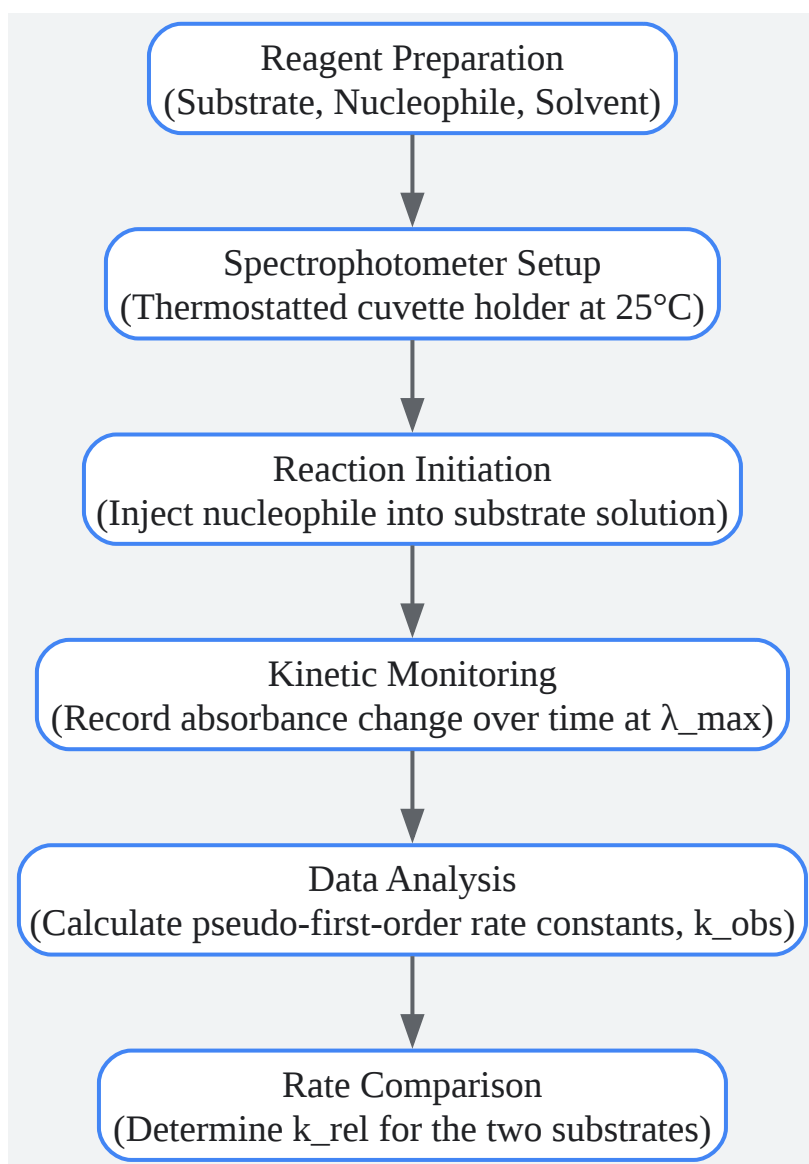 Reagent Preparation
(Substrate, Nucleophile, Solvent)
Spectrophotometer Setup
(Thermostatted cuvette holder at 25°C)
Reaction Initiation
(Inject nucleophile into substrate solution)
Kinetic Monitoring
(Record absorbance change over time at λ_max)
Data Analysis
(Calculate pseudo-first-order rate constants, k_obs)
Rate Comparison
(Determine k_rel for the two substrates)